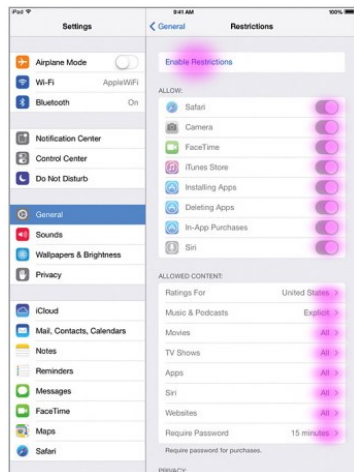 iPad 9:41 AM 100%
Settings
General Restrictions
Airplane Mode
Wi-Fi AppleWiFi
Bluetooth On
Notification Center
Control Center
Do Not Disturb
General
Sounds
Wallpapers & Brightness
Privacy
iCloud
Mail, Contacts, Calendars
Notes
Reminders
Messages
FaceTime
Maps
Safari
Enable Restrictions
ALLOW:
Safari
Camera
FaceTime
iTunes Store
Installing Apps
Deleting Apps
In-App Purchases
Siri
ALLOWED CONTENT:
Ratings For United States
Music & Podcasts Explicit
Movies All
TV Shows All
Apps All
Siri All
Websites All
Require Password 15 minutes
Require password for purchases.
PRIVACY: